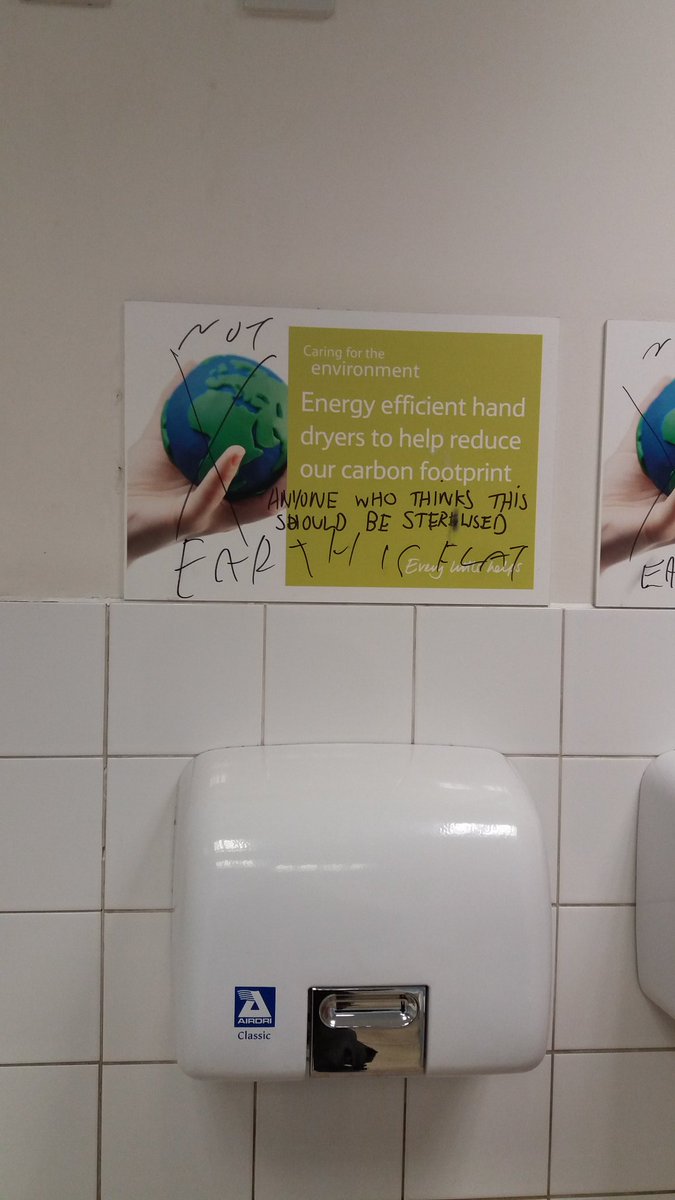 NOT
Caring for the
environment
Energy efficient hand
dryers to help reduce
our carbon footprint
ANYONE WHO THINKS THIS
SHOULD BE STERILISED
EARTH IS FLAT
Every little helps
N
EA
AIRDRI
Classic